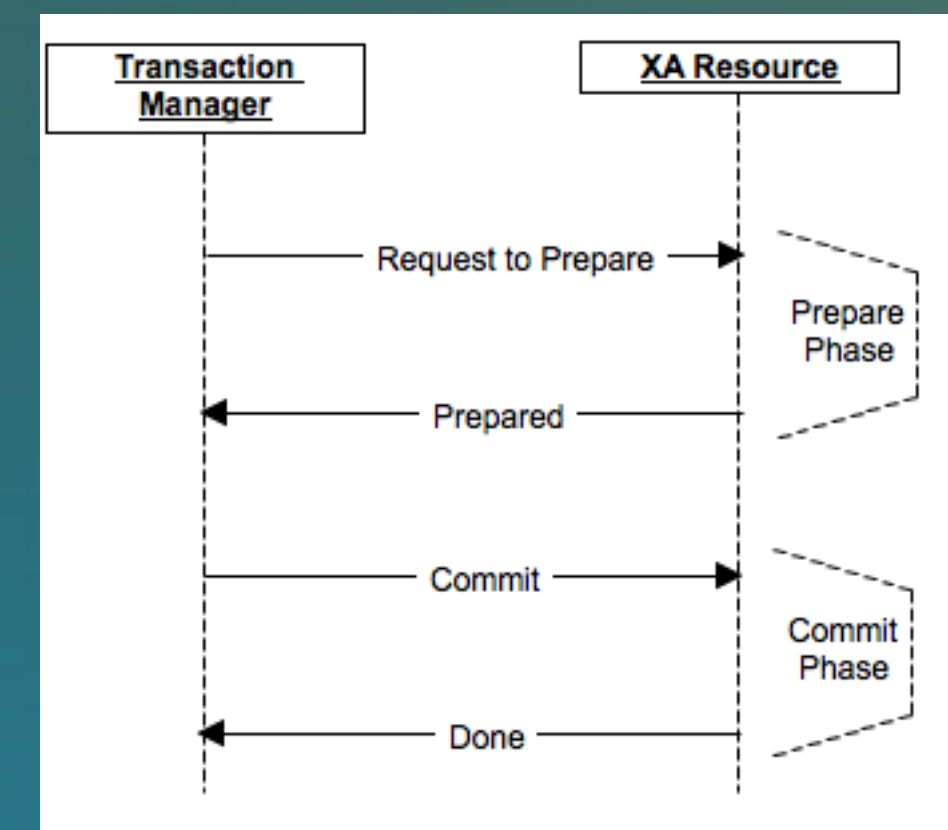 Transaction
Manager
XA Resource
Request to Prepare
Prepare
Phase
Prepared
Commit
Commit
Phase
Done